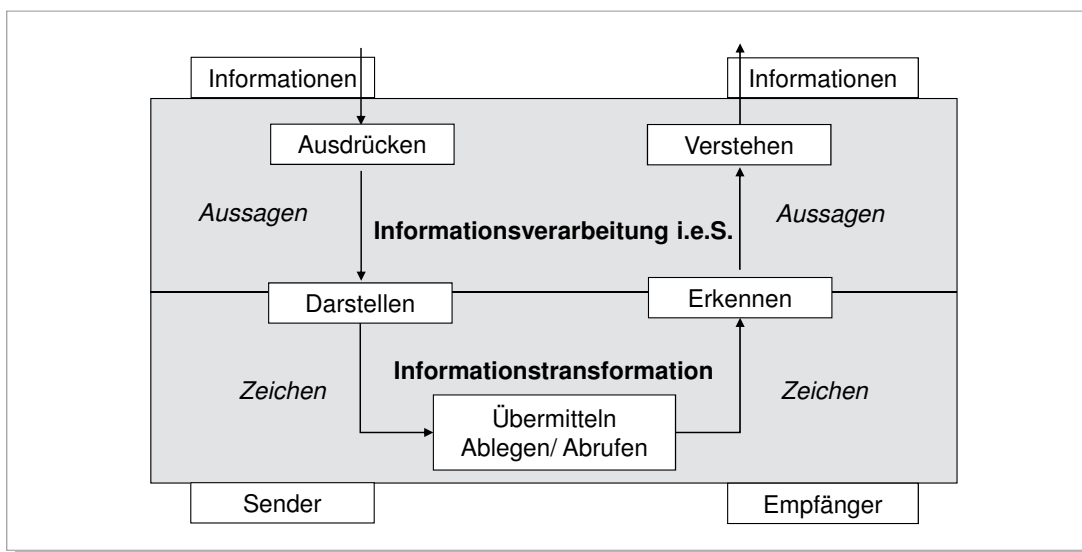 Informationen
Informationen
Ausdrücken
Verstehen
Aussagen
Aussagen
Informationsverarbeitung i.e.S.
Darstellen
Erkennen
Informationstransformation
Zeichen
Zeichen
Übermitteln
Ablegen/ Abrufen
Sender
Empfänger